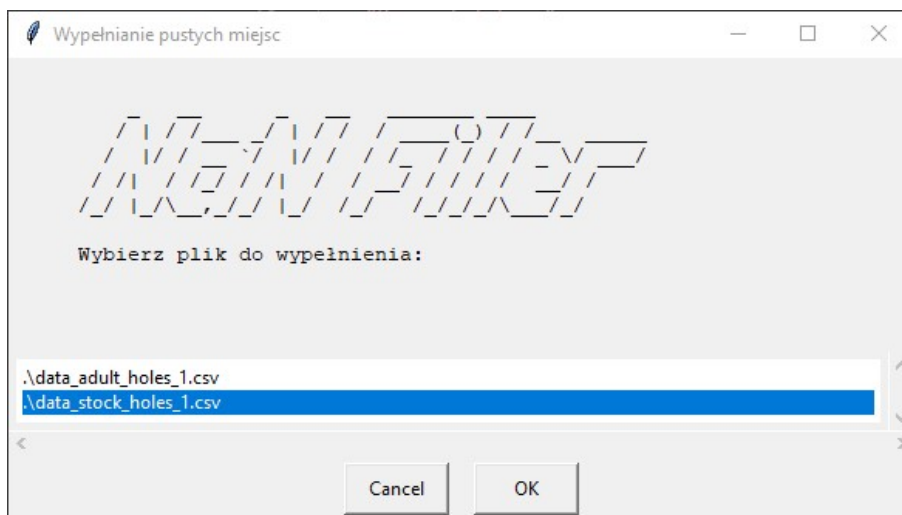 Wypełnianie pustych miejsc
NaN Filler
Wybierz plik do wypełnienia:
.\data_adult_holes_1.csv
.\data_stock_holes_1.csv
Cancel
OK